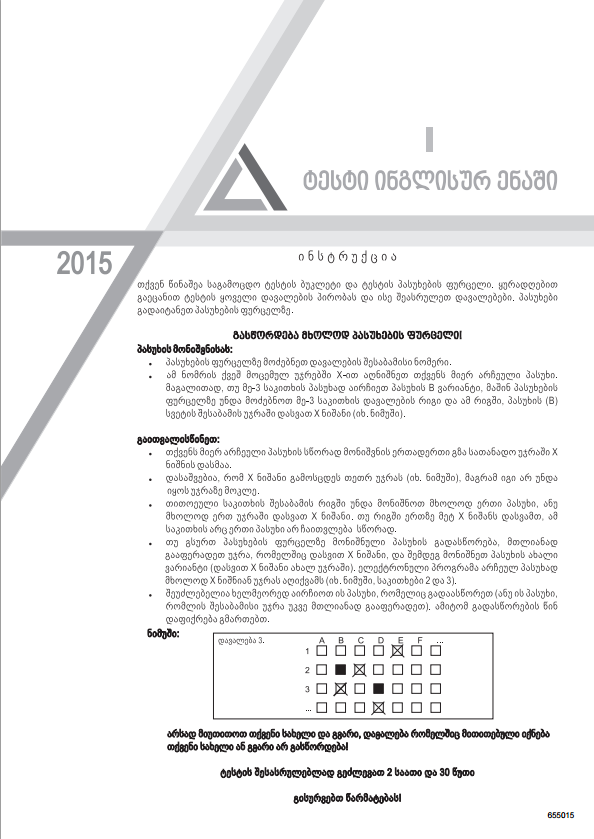 I
ტესტი ინგლისურ ენაში
2015
ინსტრუქცია
თქვენ წინაშეა საგამოცდო ტესტის ბუკლეტი და ტესტის პასუხების ფურცელი. ყურადღებით
გაეცანით ტესტის ყოველი დავალების პირობას და ისე შეასრულეთ დავალებები. პასუხები
გადაიტანეთ პასუხების ფურცელზე.
გასწორდება მხოლოდ პასუხების ფურცელი!
პასუხის მონიშვნისას:
• პასუხების ფურცელზე მოძებნეთ დავალების შესაბამისი ნომერი.
• ამ ნომრის ქვეშ მოცემულ უჯრებში X-ით აღნიშნეთ თქვენს მიერ არჩეული პასუხი.
მაგალითად, თუ მე-3 საკითხის პასუხად აირჩიეთ პასუხის B ვარიანტი, მაშინ პასუხების
ფურცელზე უნდა მოძებნოთ მე-3 საკითხის დავალების რიგი და ამ რიგში, პასუხის (B)
სვეტის შესაბამის უჯრაში დასვათ X ნიშანი (იხ. ნიმუში).
გაითვალისწინეთ:
• თქვენს მიერ არჩეული პასუხის სწორად მონიშვნის ერთადერთი გზა სათანადო უჯრაში X
ნიშნის დასმაა.
• დასაშვებია, რომ X ნიშანი გამოსცდეს თეთრ უჯრას (იხ. ნიმუში), მაგრამ იგი არ უნდა
იყოს უჯრაზე მოკლე.
• თითოეული საკითხის შესაბამის რიგში უნდა მონიშნოთ მხოლოდ ერთი პასუხი, ანუ
მხოლოდ ერთ უჯრაში დასვათ X ნიშანი. თუ რიგში ერთზე მეტ X ნიშანს დასვამთ, ამ
საკითხის არც ერთი პასუხი არ ჩაითვლება სწორად.
• თუ გსურთ პასუხების ფურცელზე მონიშნული პასუხის გადასწორება, მთლიანად
გააფერადეთ უჯრა, რომელშიც დასვით X ნიშანი, და შემდეგ მონიშნეთ პასუხის ახალი
ვარიანტი (დასვით X ნიშანი ახალ უჯრაში). ელექტრონული პროგრამა არჩეულ პასუხად
მხოლოდ X ნიშნიან უჯრას აღიქვამს (იხ. ნიმუში, საკითხები 2 და 3).
• შეუძლებელია ხელმეორედ აირჩიოთ ის პასუხი, რომელიც გადაასწორეთ (ანუ ის პასუხი,
რომლის შესაბამისი უჯრა უკვე მთლიანად გააფერადეთ). ამიტომ გადასწორების წინ
დაფიქრება გმართებთ.
ნიმუში:
დავალება 3.
A B C D E F ...
1
2
3
...
არსად მიუთითოთ თქვენი სახელი და გვარი, დავალება რომელშიც მითითებული იქნება
თქვენი სახელი ან გვარი არ გასწორდება!
ტესტის შესასრულებლად გეძლევათ 2 საათი და 30 წუთი
გისურვებთ წარმატებას!
655015